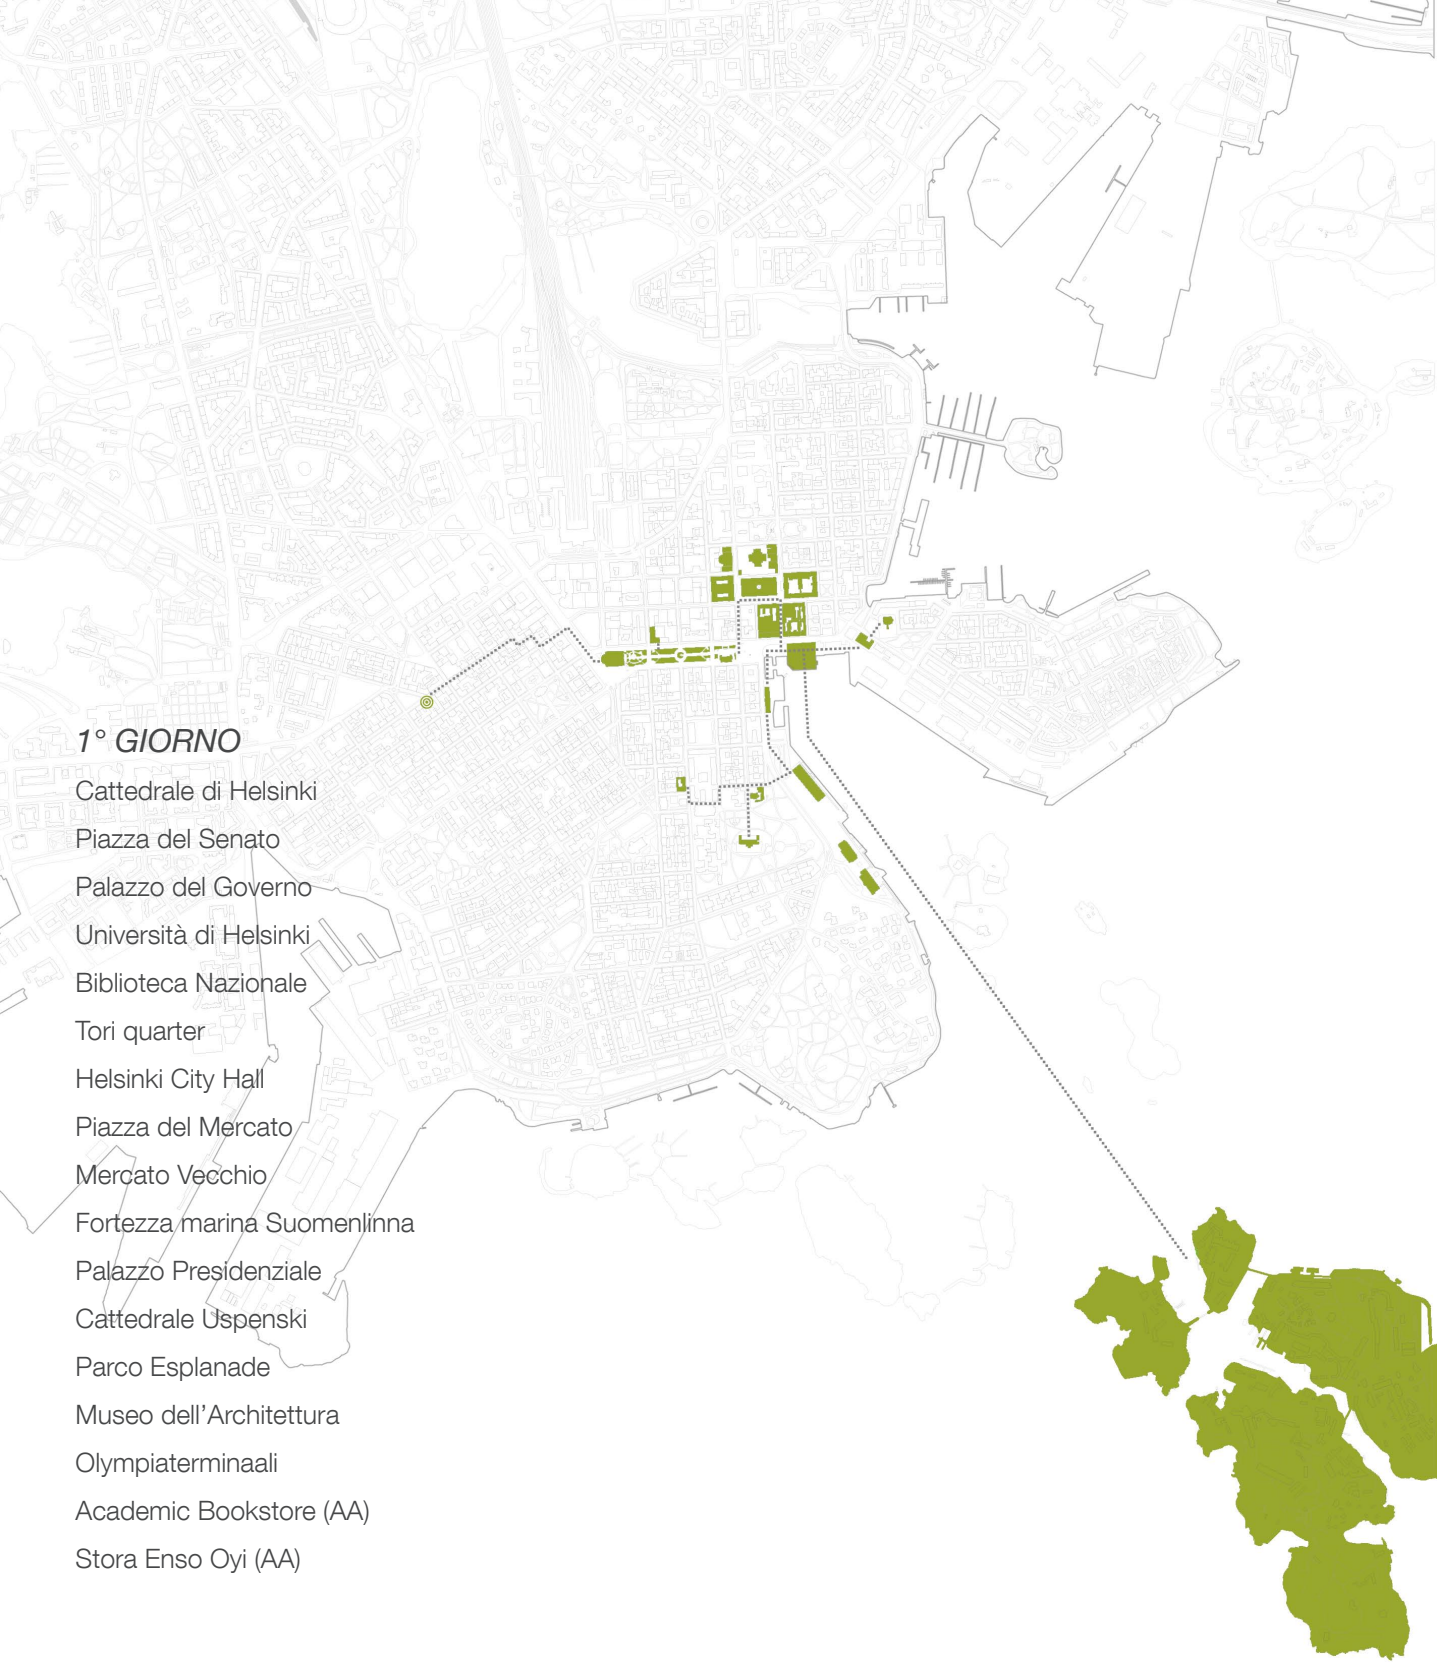 1° GIORNO
Cattedrale di Helsinki
Piazza del Senato
Palazzo del Governo
Università di Helsinki
Biblioteca Nazionale
Tori quarter
Helsinki City Hall
Piazza del Mercato
Mercato Vecchio
Fortezza marina Suomenlinna
Palazzo Presidenziale
Cattedrale Uspenski
Parco Esplanade
Museo dell’Architettura
Olympiaterminaali
Academic Bookstore (AA)
Stora Enso Oyi (AA)